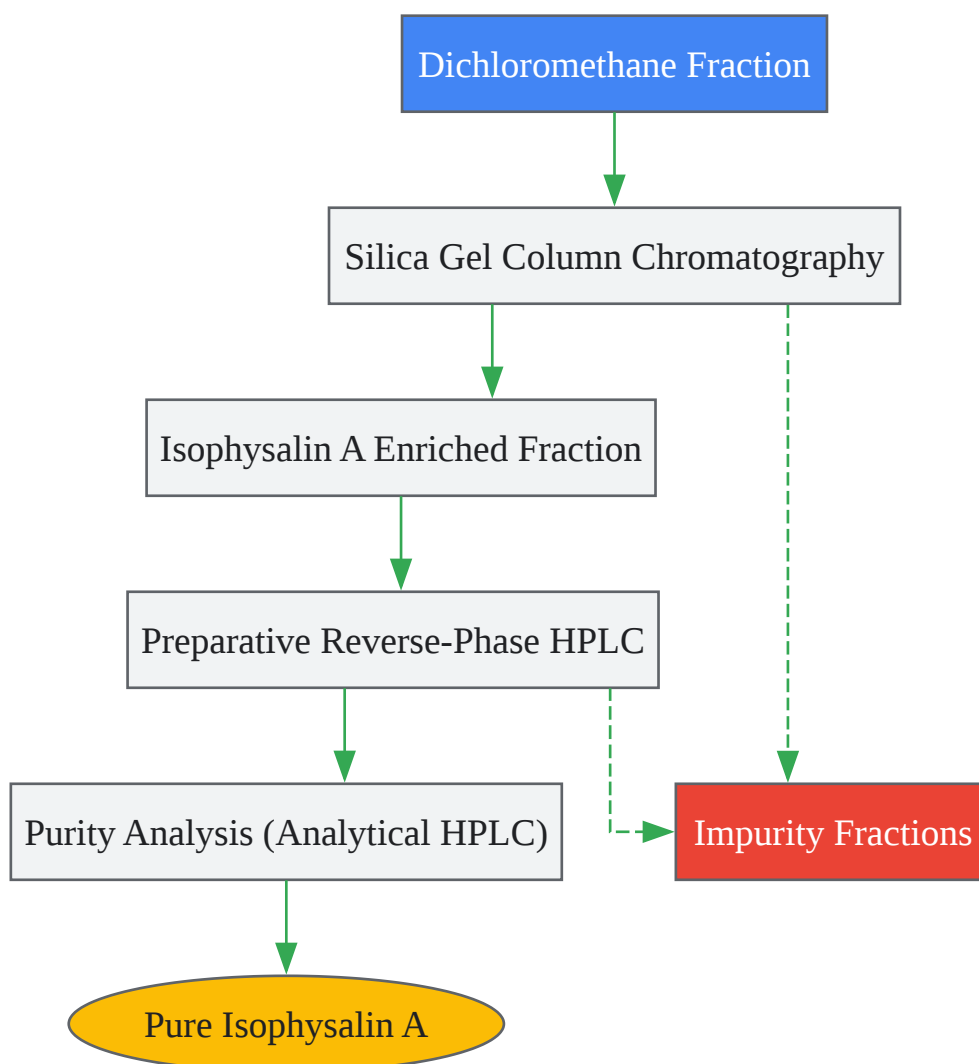 Dichloromethane Fraction
Silica Gel Column Chromatography
Isophysalin A Enriched Fraction
Preparative Reverse-Phase HPLC
Purity Analysis (Analytical HPLC)
Impurity Fractions
Pure Isophysalin A